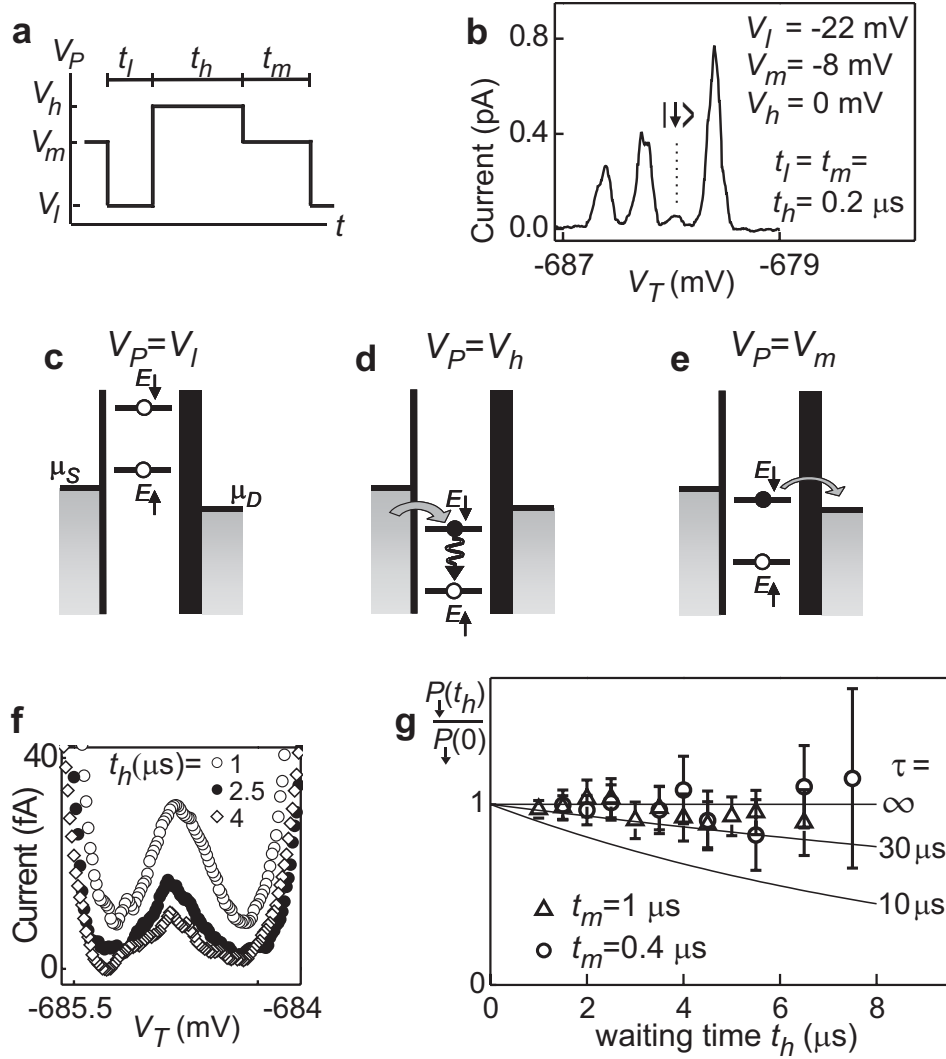 a
V_P
t_l t_h t_m
V_h
V_m
V_l
t
b
0.8
0.4
0.0
Current (pA)
|↓>
V_l = -22 mV
V_m= -8 mV
V_h = 0 mV
t_l = t_m=
t_h= 0.2 μs
-687 -679
V_T (mV)
c
V_P=V_l
E↓
μ_S
E↑
μ_D
d
V_P=V_h
E↓
E↑
e
V_P=V_m
E↓
E↑
f
40
0
Current (fA)
t_h(μs)= ○ 1
● 2.5
◇ 4
-685.5 -684
V_T (mV)
g
P↓(t_h)
P↓(0)
1
0
τ =
∞
30 μs
10 μs
△ t_m=1 μs
○ t_m=0.4 μs
0 2 4 6 8
waiting time t_h (μs)